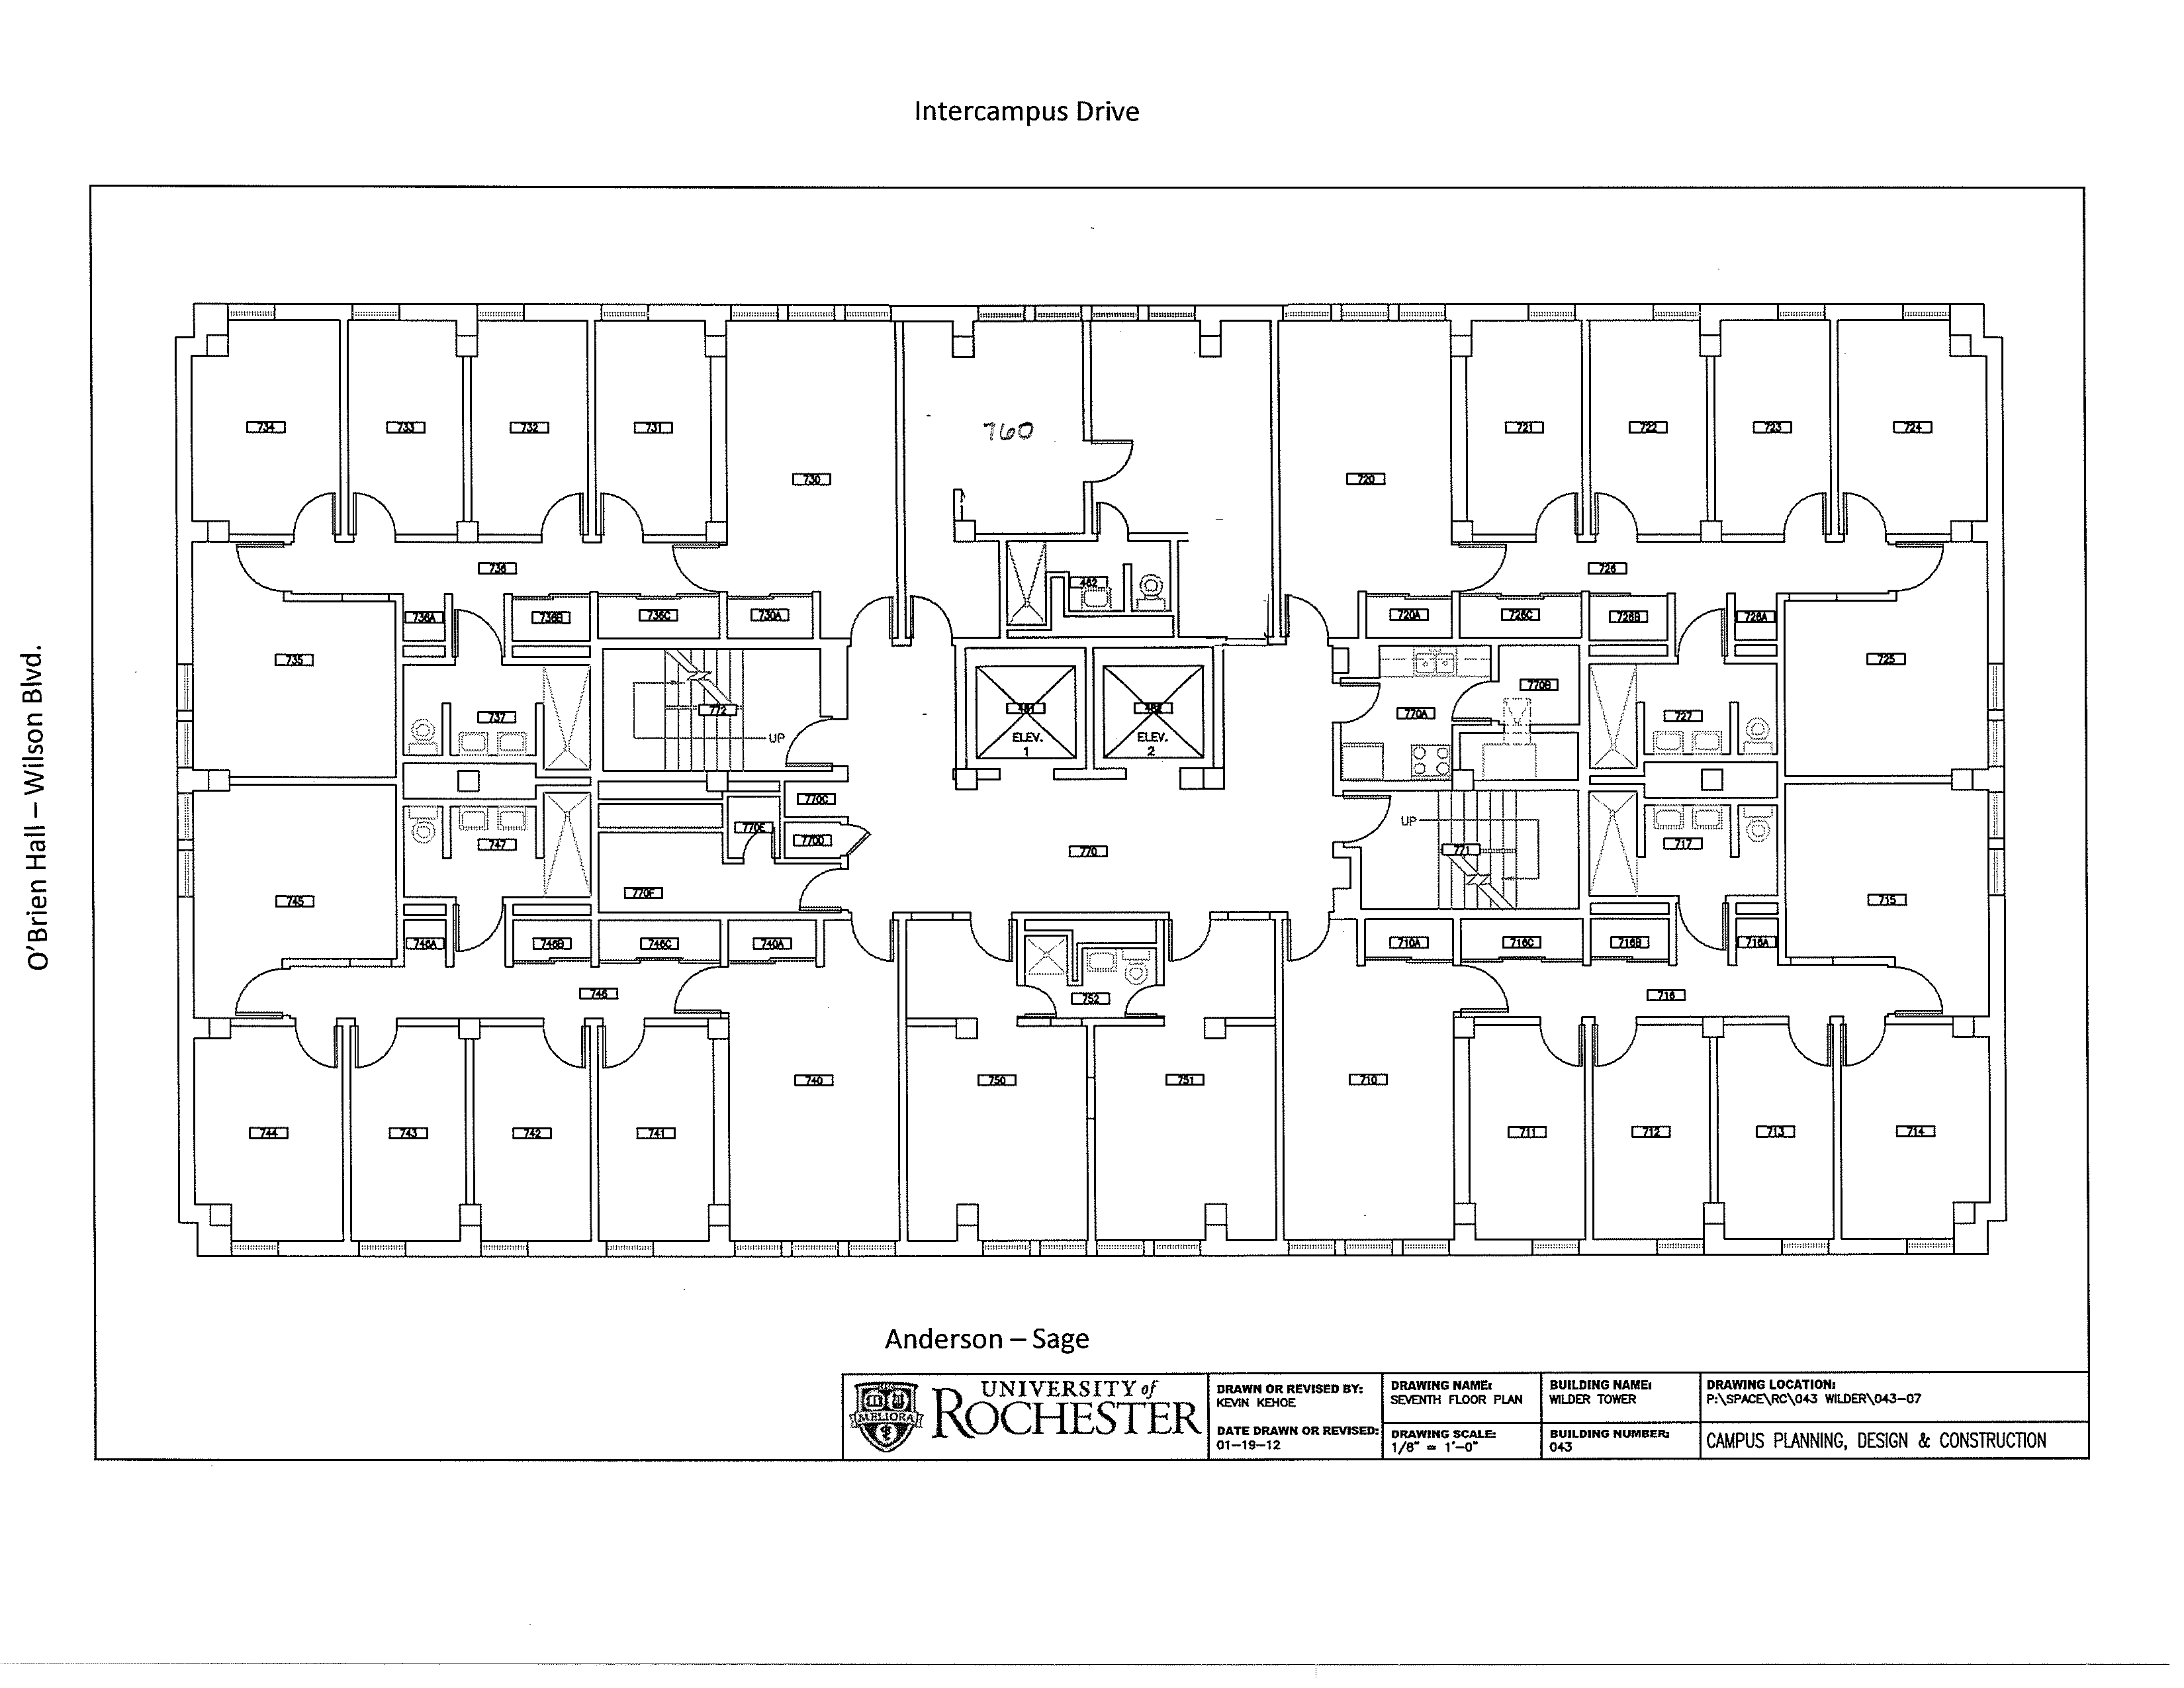 Intercampus Drive
O'Brien Hall – Wilson Blvd.
734
733
732
731
760
721
722
723
724
730
720
736
726
462
736A
736B
736C
730A
720A
726C
726B
726A
735
725
770B
772
737
770A
727
UP
ELEV.
1
ELEV.
2
770C
770E
770D
UP
747
717
770
771
770F
745
715
746A
746B
746C
740A
710A
716C
716B
716A
746
752
716
740
750
751
710
744
743
742
741
711
712
713
714
Anderson – Sage
MELIORA
UNIVERSITY of
ROCHESTER
DRAWN OR REVISED BY:
KEVIN KEHOE
DATE DRAWN OR REVISED:
01-19-12
DRAWING NAME:
SEVENTH FLOOR PLAN
DRAWING SCALE:
1/8" = 1'-0"
BUILDING NAME:
WILDER TOWER
BUILDING NUMBER:
043
DRAWING LOCATION:
P:\SPACE\RC\043 WILDER\043-07
CAMPUS PLANNING, DESIGN & CONSTRUCTION